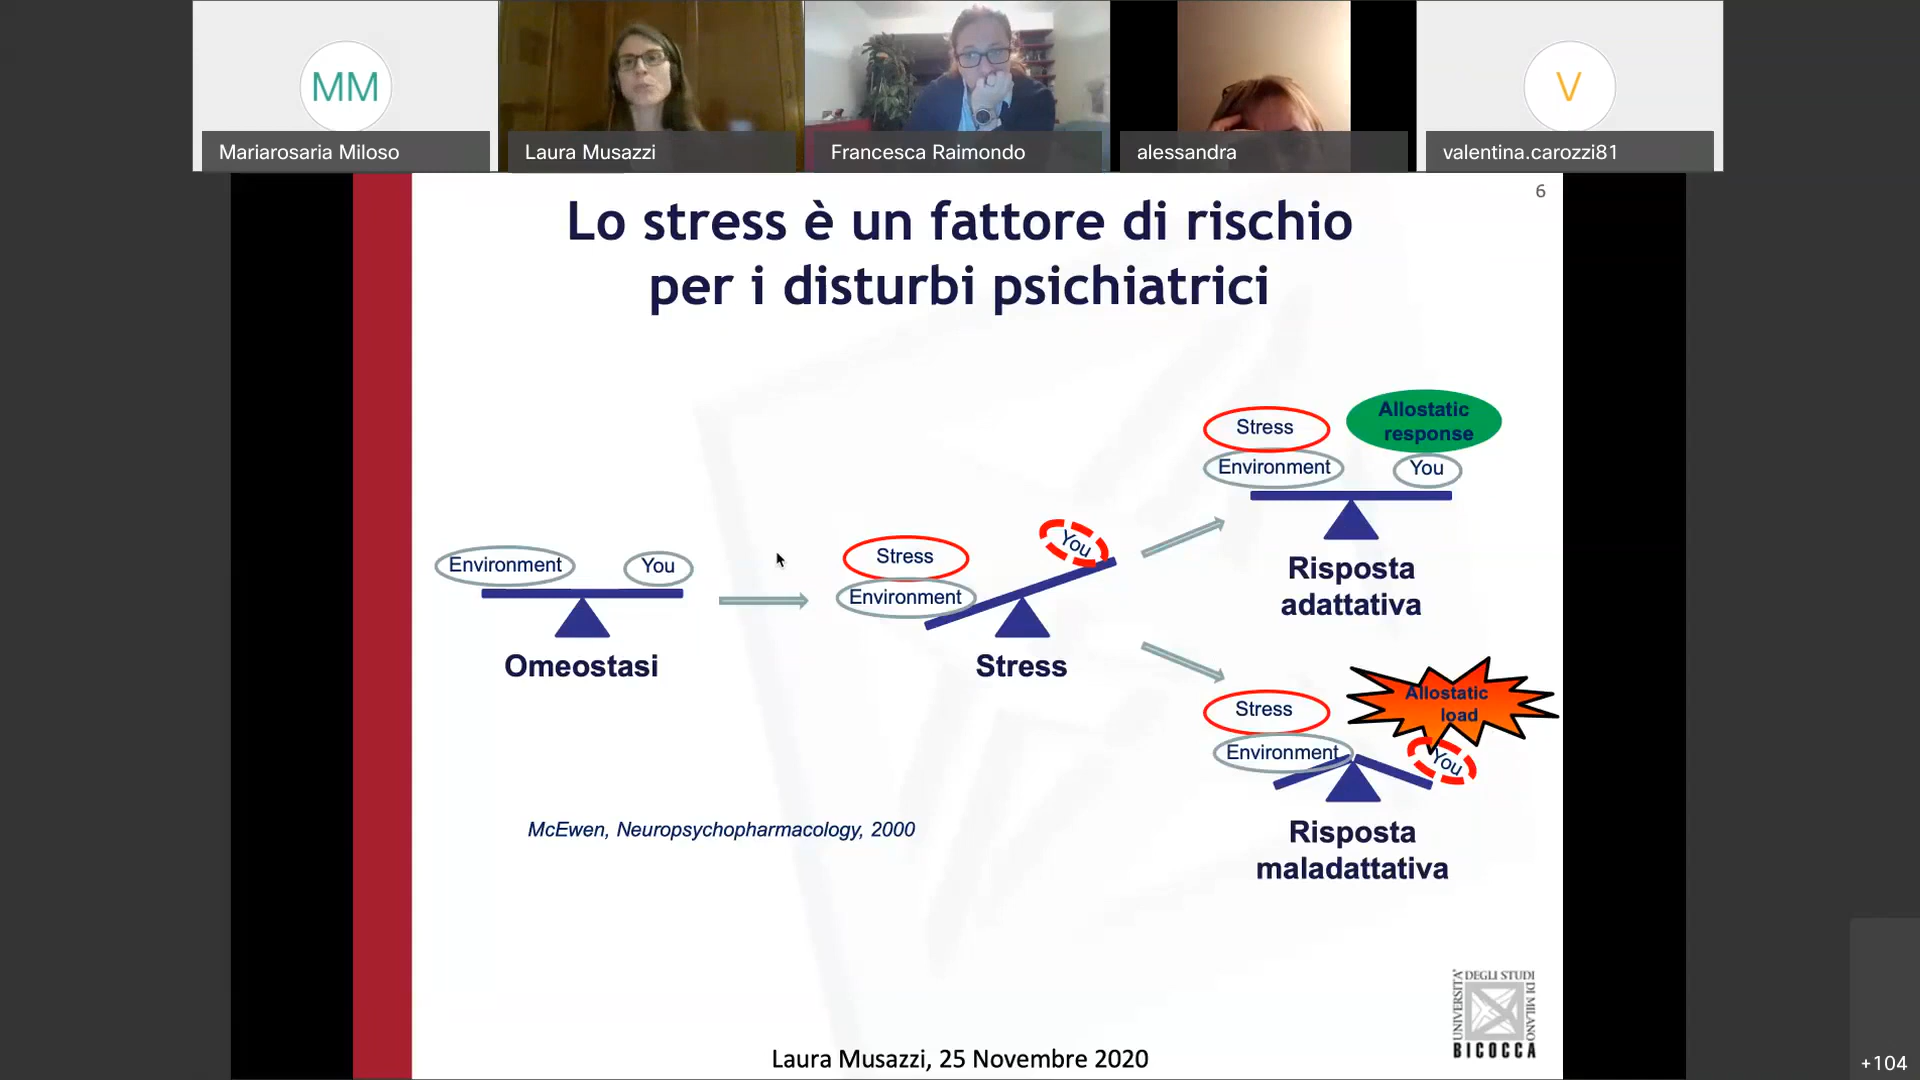 MM
Mariarosaria Miloso
Laura Musazzi
Francesca Raimondo
alessandra
V
valentina.carozzi81
6
Lo stress è un fattore di rischio
per i disturbi psichiatrici
Environment
You
Omeostasi
Stress
Environment
You
Stress
Stress
Environment
Allostatic
response
You
Risposta
adattativa
Stress
Environment
Allostatic
load
You
Risposta
maladattativa
McEwen, Neuropsychopharmacology, 2000
UNIVERSITA'
DEGLI STUDI
DI MILANO
BICOCCA
Laura Musazzi, 25 Novembre 2020
+104